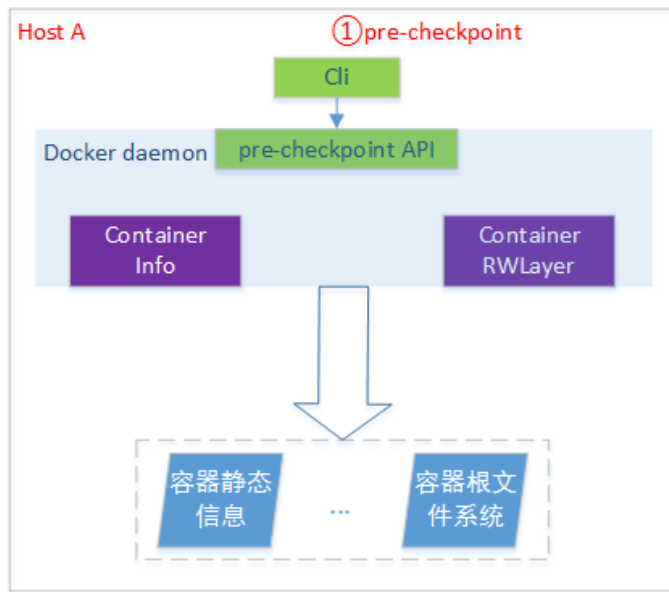 Host A
①pre-checkpoint
Cli
Docker daemon
pre-checkpoint API
Container
Info
Container
RWLayer
容器静态
信息
...
容器根文
件系统